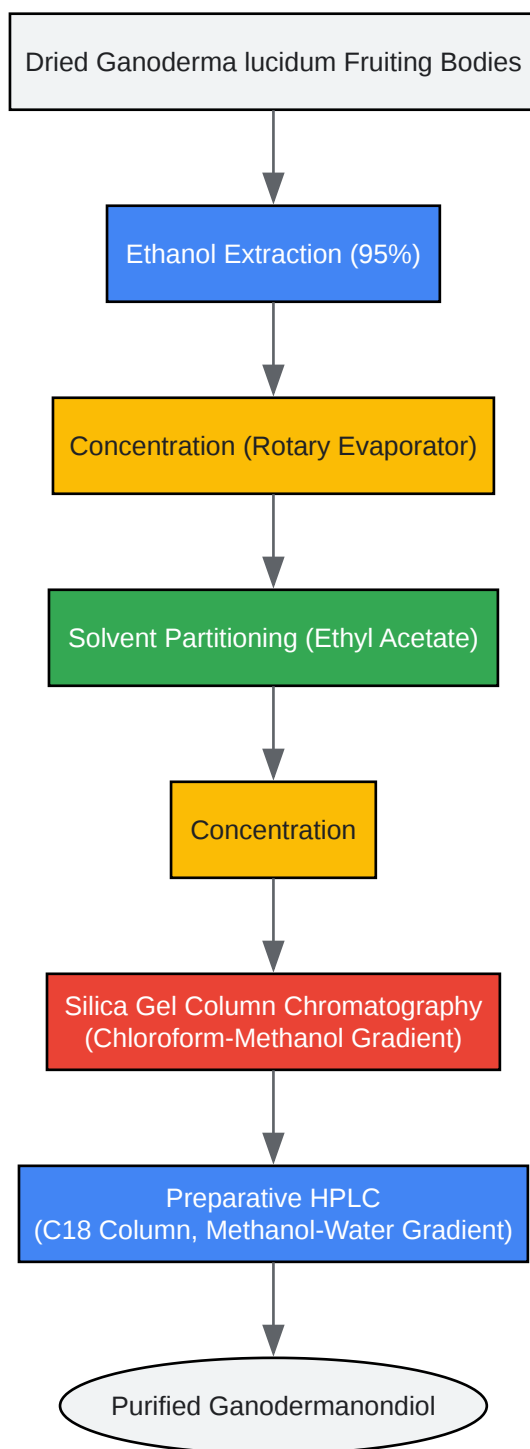 Dried Ganoderma lucidum Fruiting Bodies
Ethanol Extraction (95%)
Concentration (Rotary Evaporator)
Solvent Partitioning (Ethyl Acetate)
Concentration
Silica Gel Column Chromatography
(Chloroform-Methanol Gradient)
Preparative HPLC
(C18 Column, Methanol-Water Gradient)
Purified Ganodermanondiol